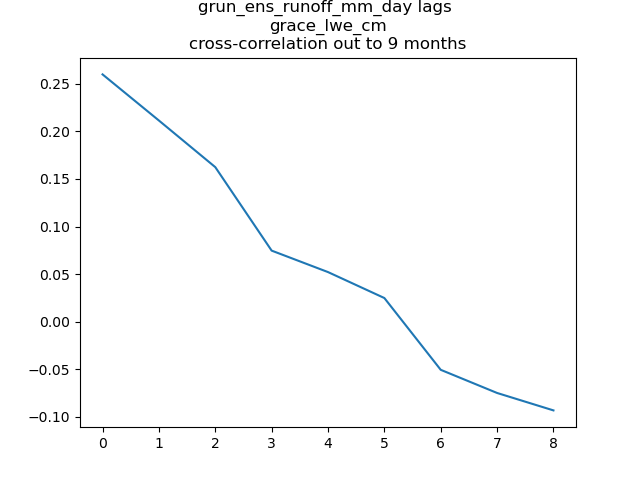 grun_ens_runoff_mm_day lags
grace_lwe_cm
cross-correlation out to 9 months
0.25
0.20
0.15
0.10
0.05
0.00
−0.05
−0.10
0 1 2 3 4 5 6 7 8